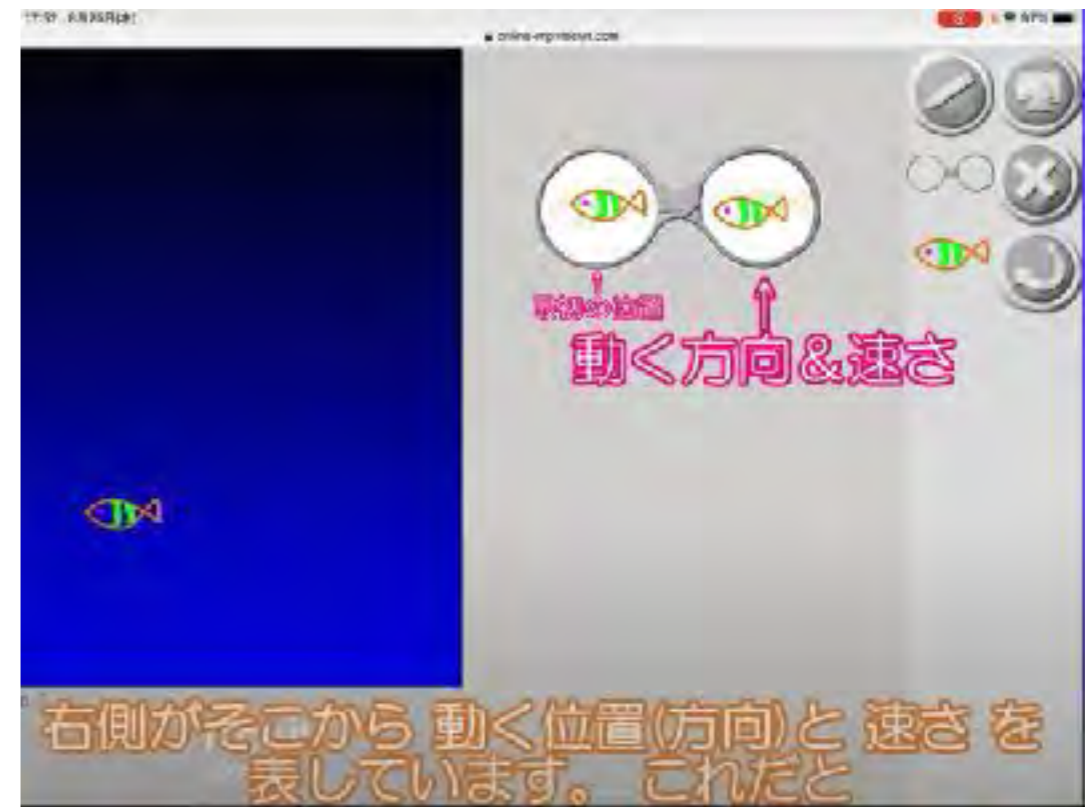 動く方向&速さ
右側がそこから 動く位置(方向)と 速さ を
表しています。 これだと